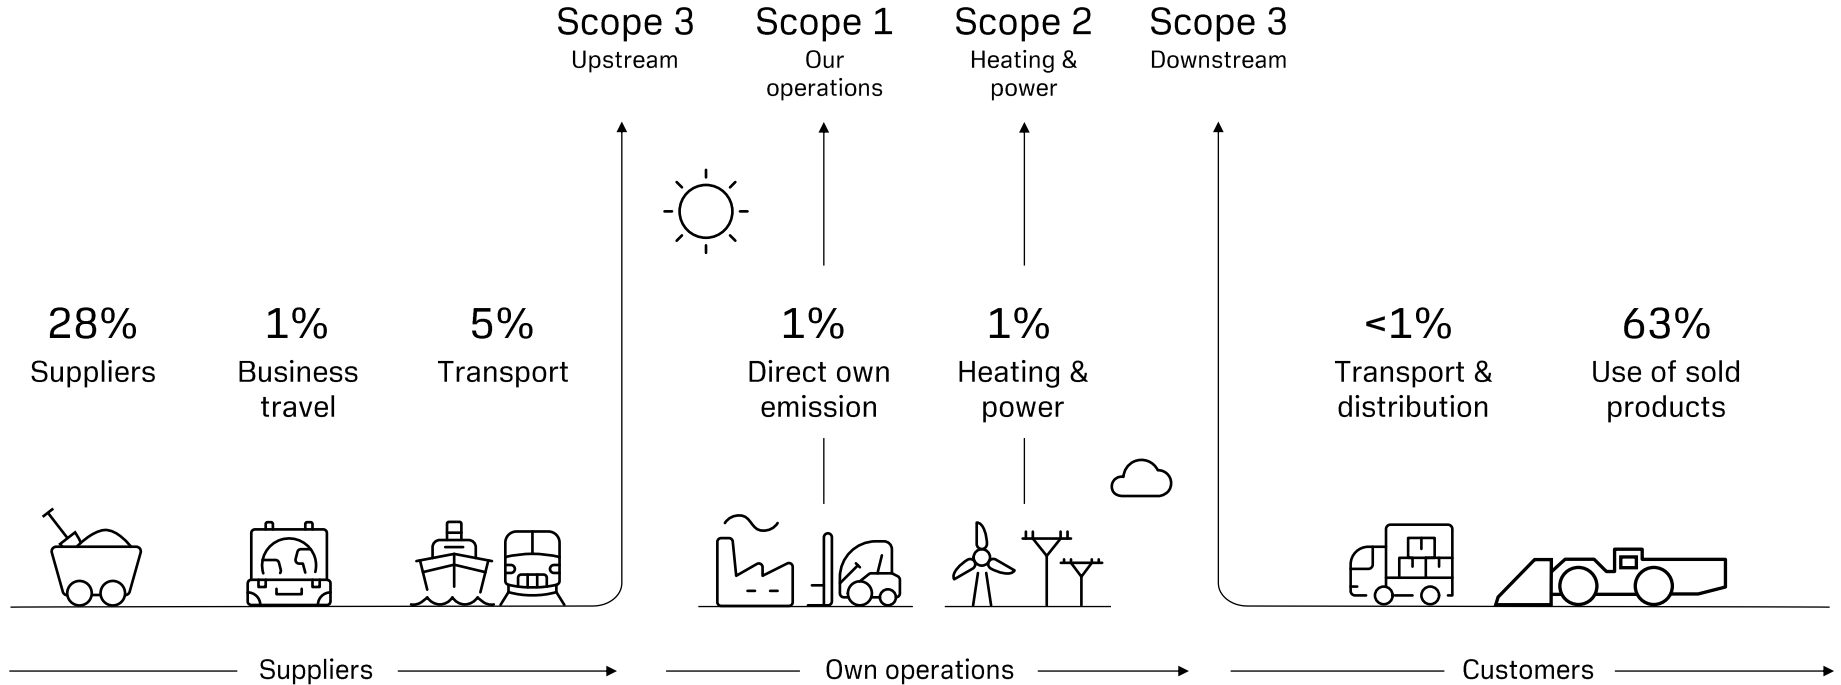 Scope 3
Upstream
Scope 1
Our
operations
Scope 2
Heating &
power
Scope 3
Downstream
28%
Suppliers
1%
Business
travel
5%
Transport
1%
Direct own
emission
1%
Heating &
power
<1%
Transport &
distribution
63%
Use of sold
products
Suppliers
Own operations
Customers